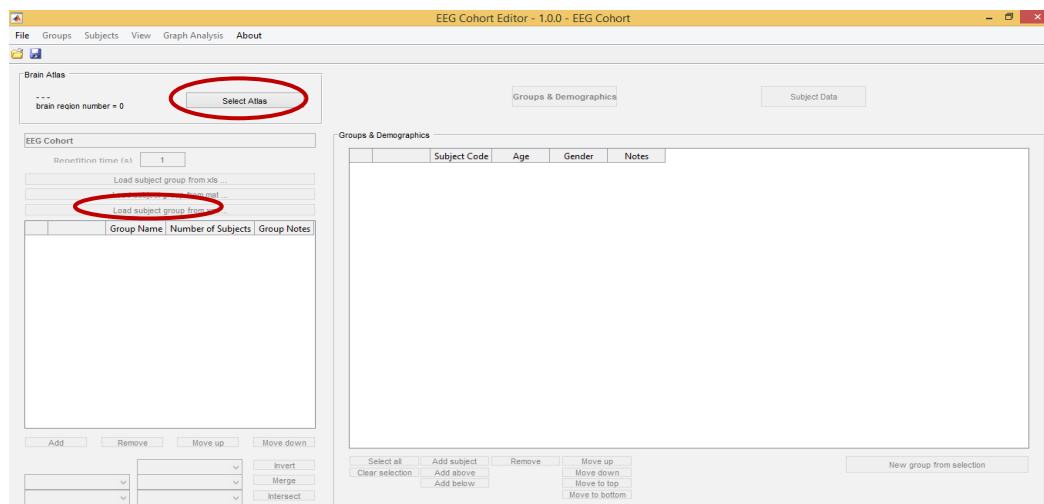 EEG Cohort Editor - 1.0.0 - EEG Cohort
File Groups Subjects View Graph Analysis About
Brain Atlas
- - -
brain region number = 0
Select Atlas
Groups & Demographics
Subject Data
EEG Cohort
Repetition time (s) 1
Load subject group from xls ...
Load subject group from
Load subject group from
Group Name Number of Subjects Group Notes
Add Remove Move up Move down
Invert
Merge
Intersect
Groups & Demographics
Subject Code Age Gender Notes
Select all Add subject Remove Move up
Clear selection Add above Move down
Add below Move to top
Move to bottom
New group from selection